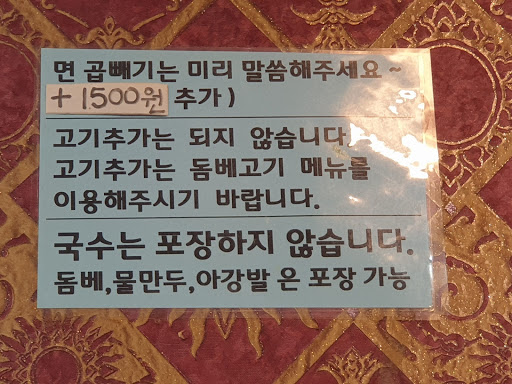 면 곱빼기는 미리 말씀해주세요~
+1500원 추가)
고기추가는 되지 않습니다.
고기추가는 돔베고기 메뉴를
이용해주시기 바랍니다.
국수는 포장하지 않습니다.
돔베,물만두,아강발 은 포장 가능